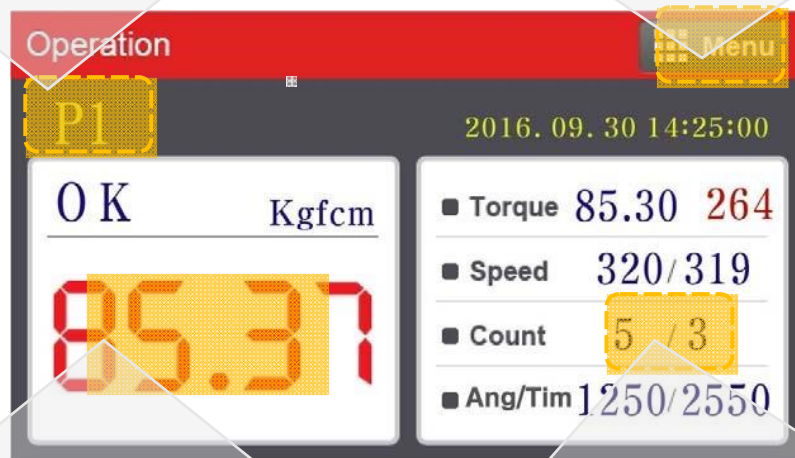 Operation
Menu
P1
2016. 09. 30 14:25:00
OK
Kgfcm
85.37
Torque 85.30 264
Speed 320/319
Count 5 / 3
Ang/Tim 1250/2550